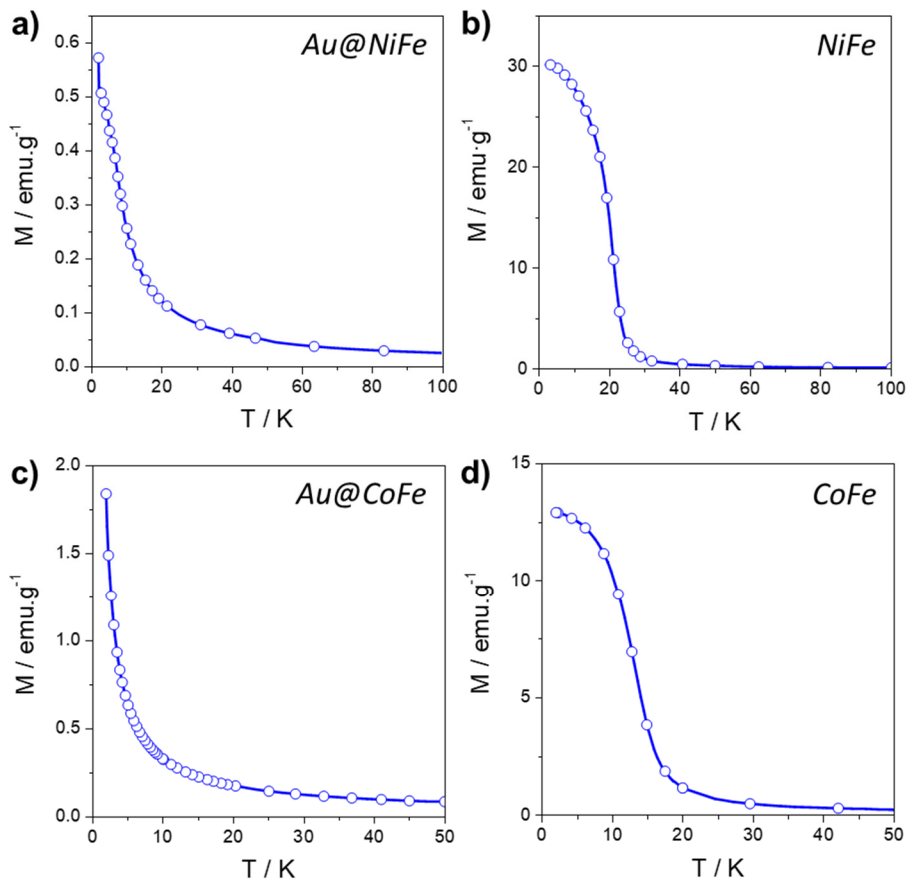 a)
Au@NiFe
0.6
0.5
0.4
0.3
0.2
0.1
0.0
M / emu.g⁻¹
0 20 40 60 80 100
T / K
b)
NiFe
30
20
10
0
M / emu·g⁻¹
0 20 40 60 80 100
T / K
c)
Au@CoFe
2.0
1.5
1.0
0.5
0.0
M / emu.g⁻¹
0 10 20 30 40 50
T / K
d)
CoFe
15
10
5
0
M / emu.g⁻¹
0 10 20 30 40 50
T / K